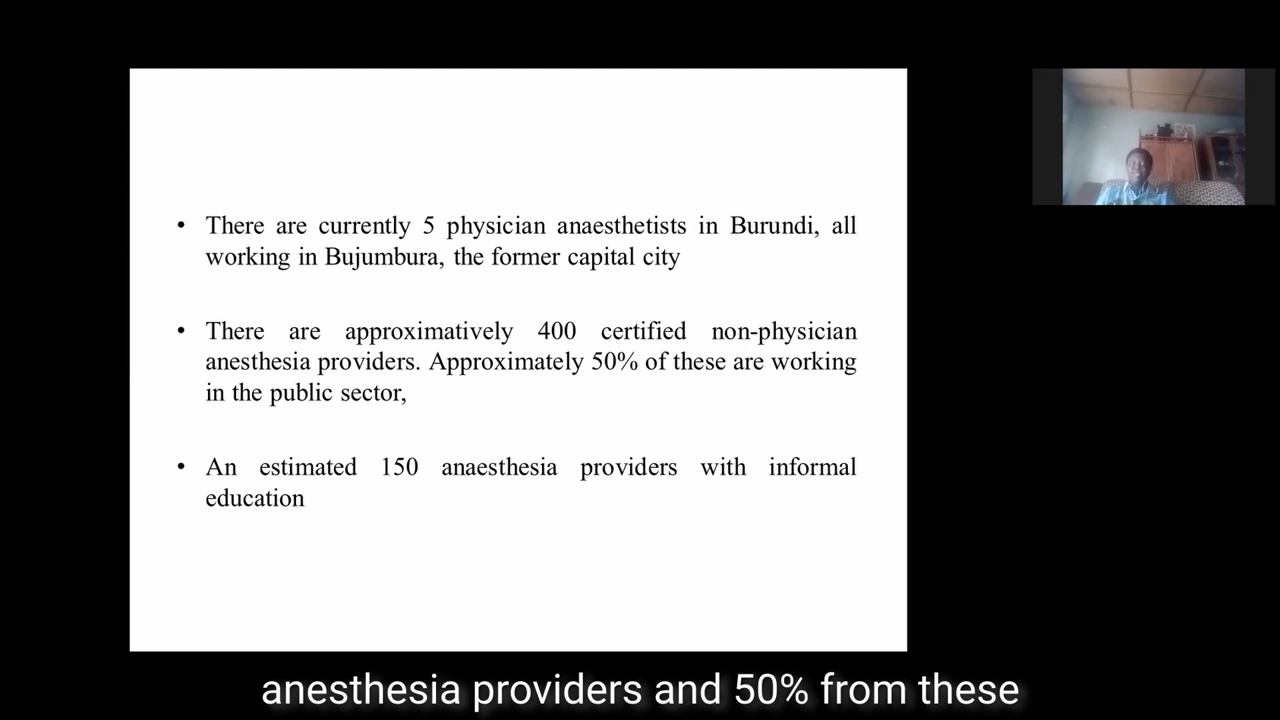 • There are currently 5 physician anaesthetists in Burundi, all
working in Bujumbura, the former capital city
• There are approximatively 400 certified non-physician
anesthesia providers. Approximately 50% of these are working
in the public sector,
• An estimated 150 anaesthesia providers with informal
education
anesthesia providers and 50% from these